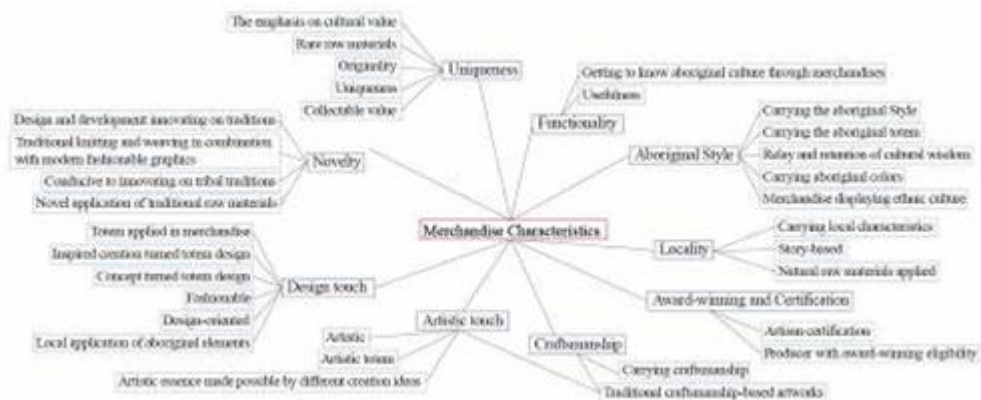 The emphasis on cultural value
Rare raw materials
Originality
Uniqueness
Collectable value
Uniqueness
Getting to know aboriginal culture through merchandises
Usefulness
Functionality
Design and development innovating on traditions
Traditional knitting and weaving in combination
with modern fashionable graphics
Conducive to innovating on tribal traditions
Novel application of traditional raw materials
Novelty
Carrying the aboriginal Style
Carrying the aboriginal totem
Relay and retention of cultural wisdom
Carrying aboriginal colors
Merchandise displaying ethnic culture
Aboriginal Style
Merchandise Characteristics
Totem applied in merchandise
Inspired creation turned totem design
Concept turned totem design
Fashionable
Design-oriented
Local application of aboriginal elements
Design touch
Carrying local characteristics
Story-based
Natural raw materials applied
Locality
Award-winning and Certification
Artisan certification
Producer with award-winning eligibility
Artistic touch
Artistic
Artistic totem
Artistic essence made possible by different creation ideas
Craftsmanship
Carrying craftsmanship
Traditional craftsmanship-based artworks